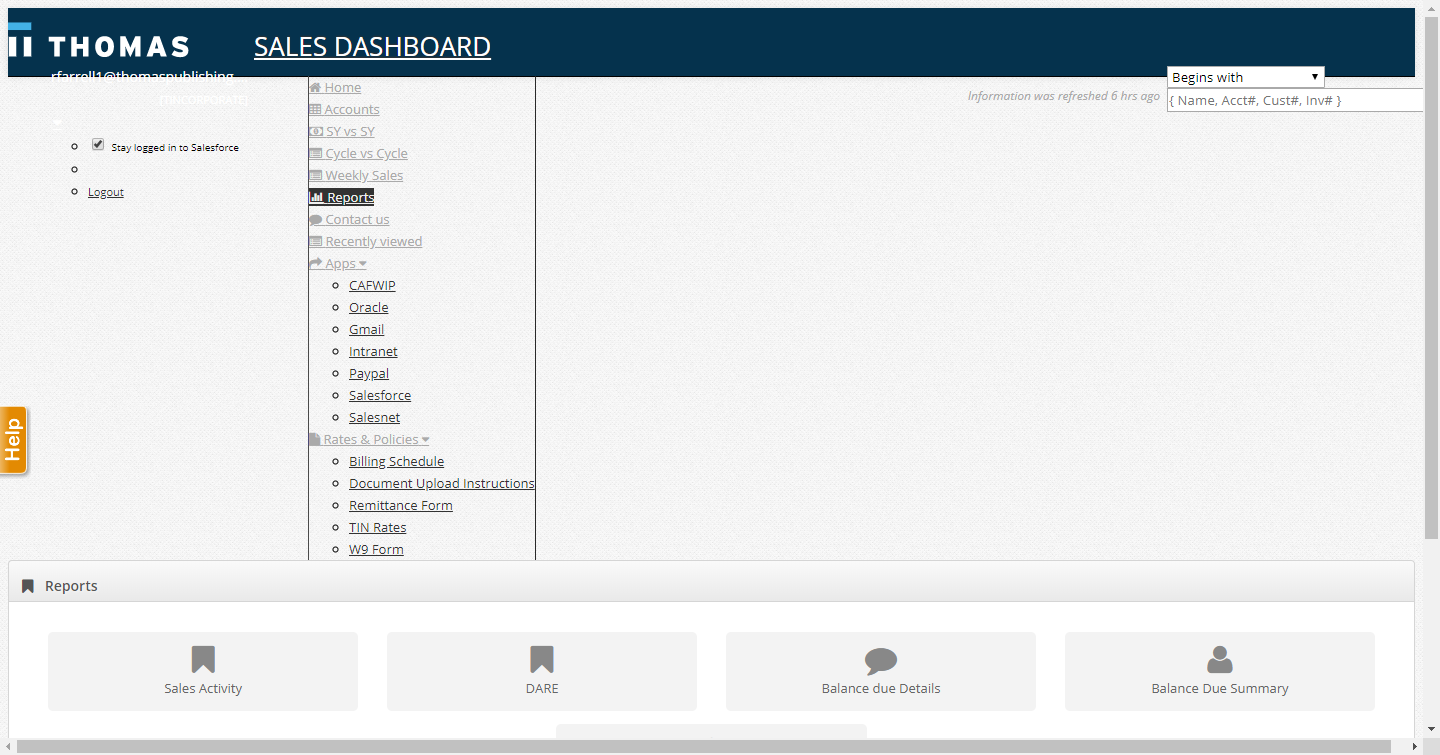 THOMAS
SALES DASHBOARD
rfarrell1@thomaspublishing
Begins with
Information was refreshed 6 hrs ago
{ Name, Acct#, Cust#, Inv# }
Stay logged in to Salesforce
Logout
Home
Accounts
SY vs SY
Cycle vs Cycle
Weekly Sales
Reports
Contact us
Recently viewed
Apps
CAFWIP
Oracle
Gmail
Intranet
Paypal
Salesforce
Salesnet
Rates & Policies
Billing Schedule
Document Upload Instructions
Remittance Form
TIN Rates
W9 Form
Help
Reports
Sales Activity
DARE
Balance due Details
Balance Due Summary